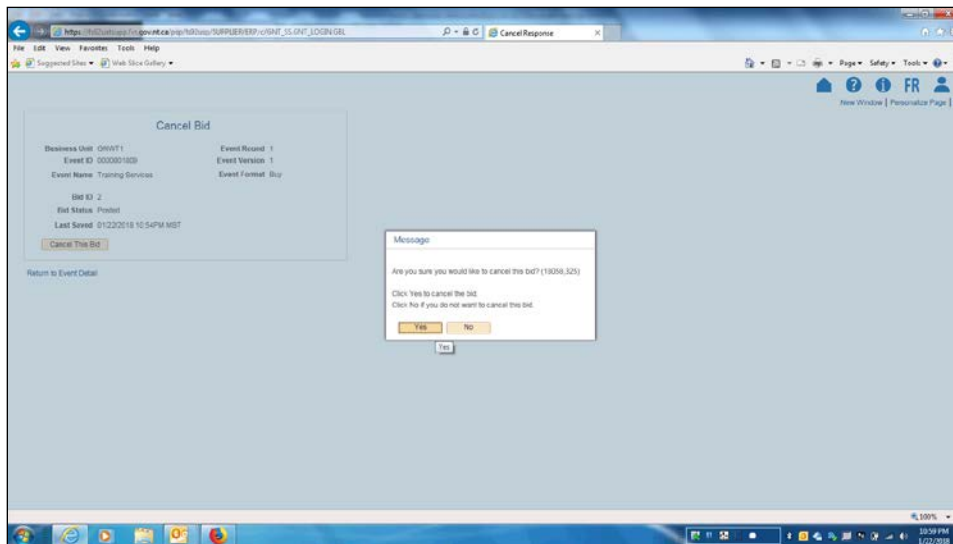 Cancel Response
File Edit View Favorites Tools Help
Suggested Sites Web Slice Gallery
Page Safety Tools
FR
New Window | Personalize Page
Cancel Bid
Business Unit GNWT1 Event Round 1
Event ID 0000001809 Event Version 1
Event Name Training Services Event Format Buy
Bid ID 2
Bid Status Posted
Last Saved 01/22/2018 10:54PM MST
Cancel This Bid
Return to Event Detail
Message
Are you sure you would like to cancel this bid? (18058,325)
Click Yes to cancel the bid.
Click No if you do not want to cancel this bid.
Yes No
Yes
100%
10:59 PM
1/22/2018